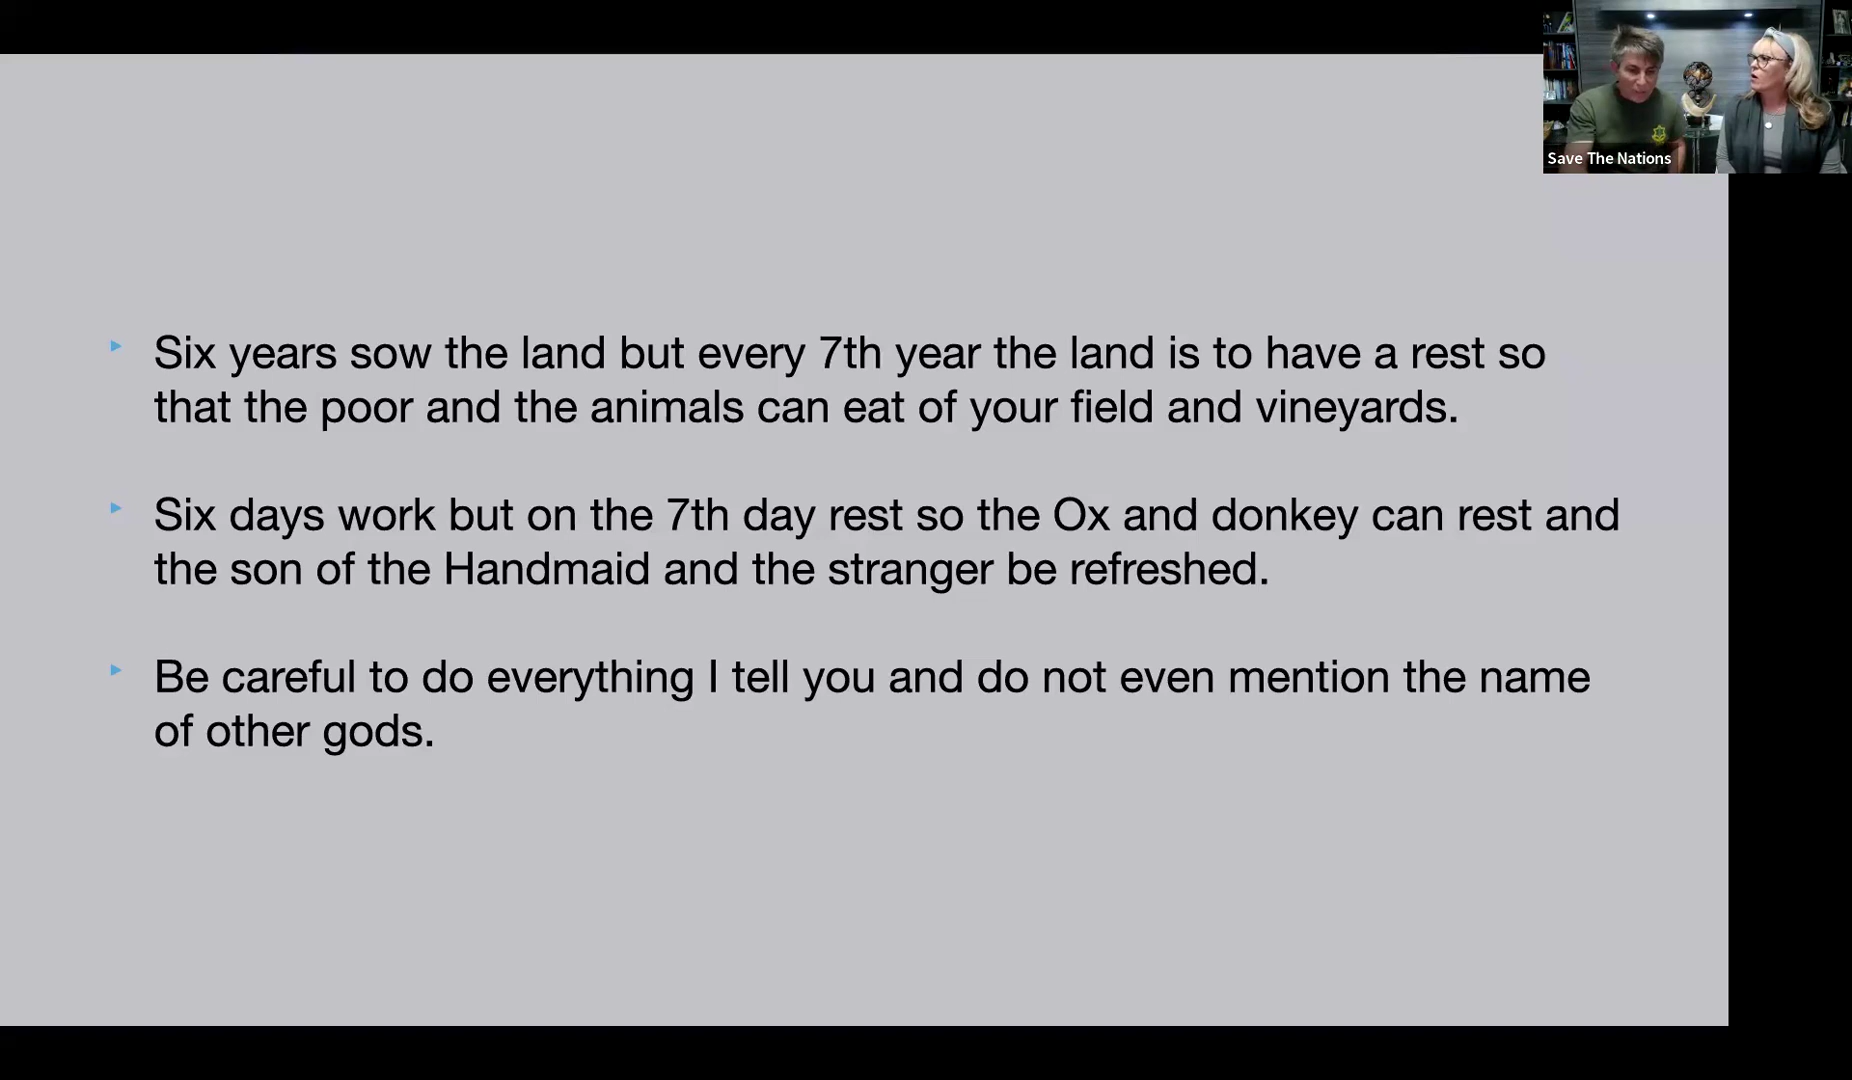 Save The Nations
Six years sow the land but every 7th year the land is to have a rest so
that the poor and the animals can eat of your field and vineyards.
Six days work but on the 7th day rest so the Ox and donkey can rest and
the son of the Handmaid and the stranger be refreshed.
Be careful to do everything I tell you and do not even mention the name
of other gods.